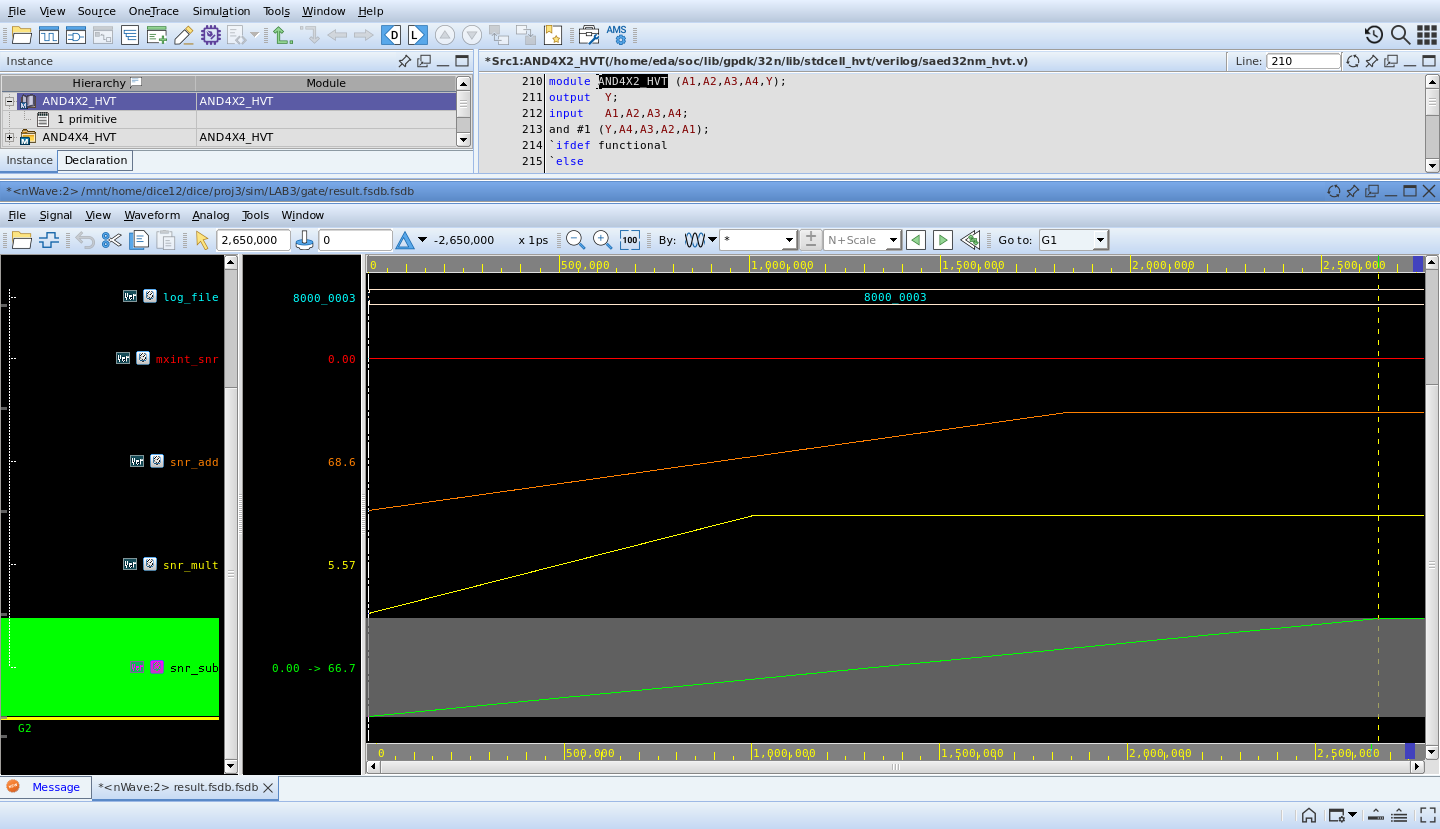 File View Source OneTrace Simulation Tools Window Help
D L AMS
Instance
Hierarchy Module
AND4X2_HVT AND4X2_HVT
1 primitive
AND4X4_HVT AND4X4_HVT
Instance Declaration
*Src1:AND4X2_HVT(/home/eda/soc/lib/gpdk/32n/lib/stdcell_hvt/verilog/saed32nm_hvt.v) Line: 210
210 module AND4X2_HVT (A1,A2,A3,A4,Y);
211 output Y;
212 input A1,A2,A3,A4;
213 and #1 (Y,A4,A3,A2,A1);
214 `ifdef functional
215 `else
*<nWave:2> /mnt/home/dice12/dice/proj3/sim/LAB3/gate/result.fsdb.fsdb
File Signal View Waveform Analog Tools Window
2,650,000 0 -2,650,000 x 1ps 100 By: * N+Scale Go to: G1
0 500,000 1,000,000 1,500,000 2,000,000 2,500,000
log_file 8000_0003 8000_0003
mxint_snr 0.00
snr_add 68.6
snr_mult 5.57
snr_sub 0.00 -> 66.7
G2
0 500,000 1,000,000 1,500,000 2,000,000 2,500,000
Message *<nWave:2> result.fsdb.fsdb